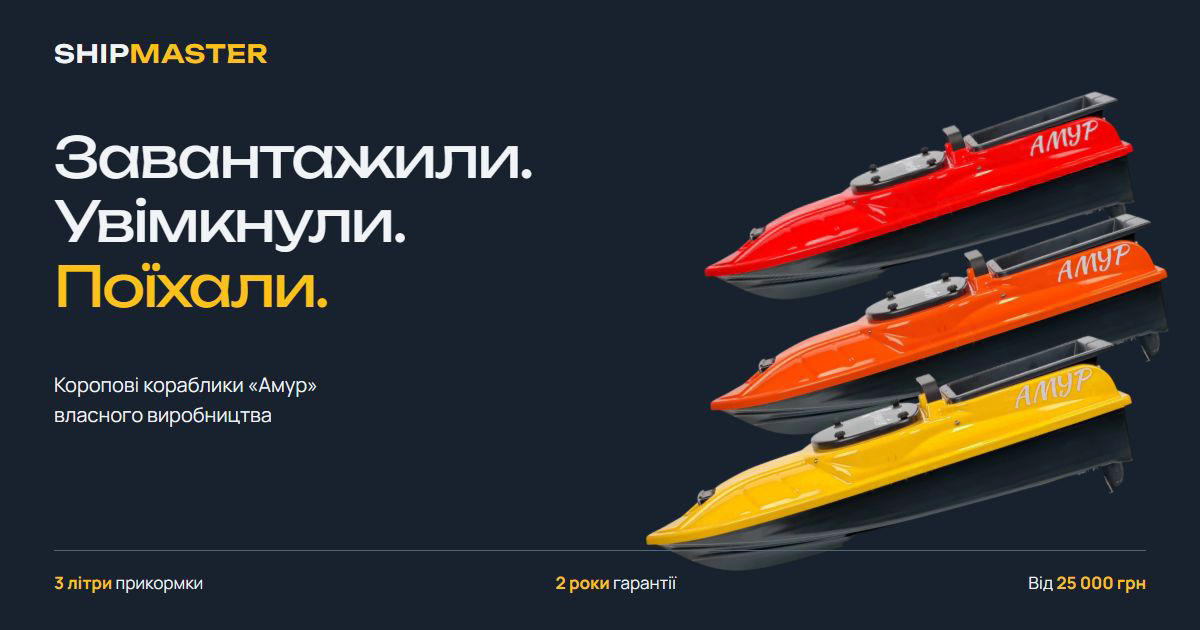 SHIPMASTER
Завантажили.
Увімкнули.
Поїхали.
Коропові кораблики «Амур»
власного виробництва
АМУР
АМУР
АМУР
3 літри прикормки
2 роки гарантії
Від 25 000 грн